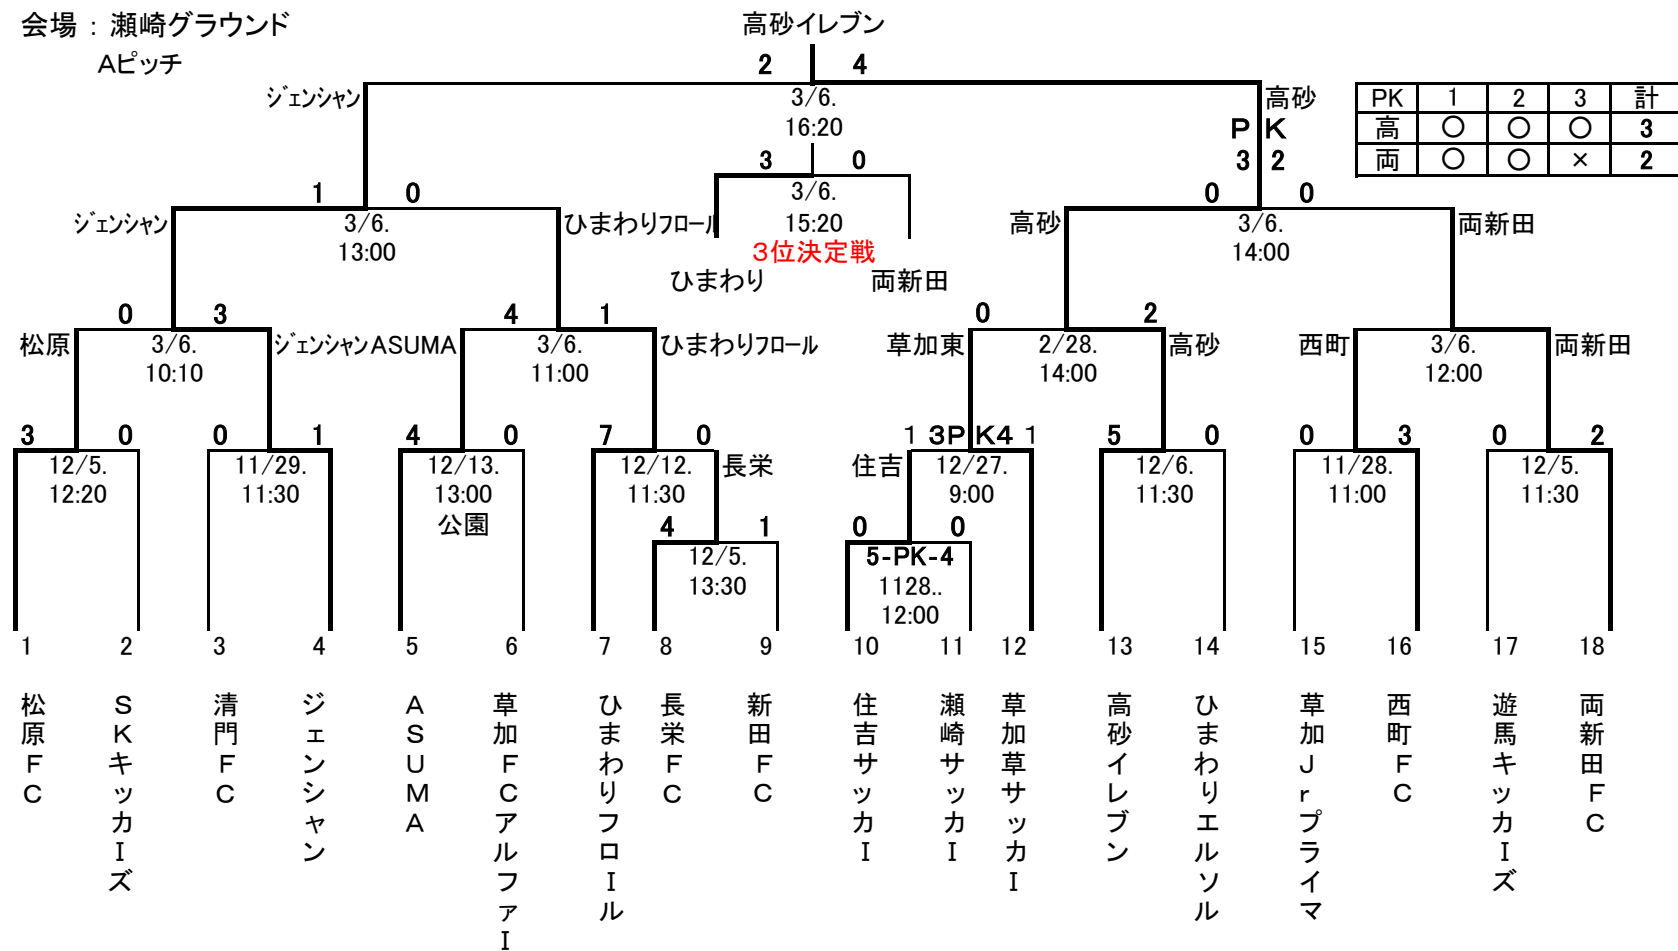 会場 : 瀬崎グラウンド
高砂イレブン
Aピッチ
2 4
ジェンシャン 3/6. 高砂
16:20
PK
3 2
PK 1 2 3 計
高 ○ ○ ○ 3
両 ○ ○ × 2
3 0
3/6.
15:20
3位決定戦
ひまわり 両新田
1 0
ジェンシャン 3/6. ひまわりフロール
13:00
0 0
高砂 3/6. 両新田
14:00
0 3
松原 3/6. ジェンシャン
10:10
4 1
ASUMA 3/6. ひまわりフロール
11:00
0 2
草加東 2/28. 高砂
14:00
西町 3/6. 両新田
12:00
3 0
12/5.
12:20
0 1
11/29.
11:30
4 0
12/13.
13:00
公園
7 0
12/12. 長栄
11:30
4 1
12/5.
13:30
1 3PK4 1
住吉 12/27.
9:00
0 0
5-PK-4
1128..
12:00
5 0
12/6.
11:30
0 3
11/28.
11:00
0 2
12/5.
11:30
1 2 3 4 5 6 7 8 9 10 11 12 13 14 15 16 17 18
松原FC
SKキッカーズ
清門FC
ジェンシャン
ASUMA
草加FCアルファー
ひまわりフロール
長栄FC
新田FC
住吉サッカー
瀬崎サッカー
草加草サッカー
高砂イレブン
ひまわりエルソル
草加Jrプライマ
西町FC
遊馬キッカーズ
両新田FC